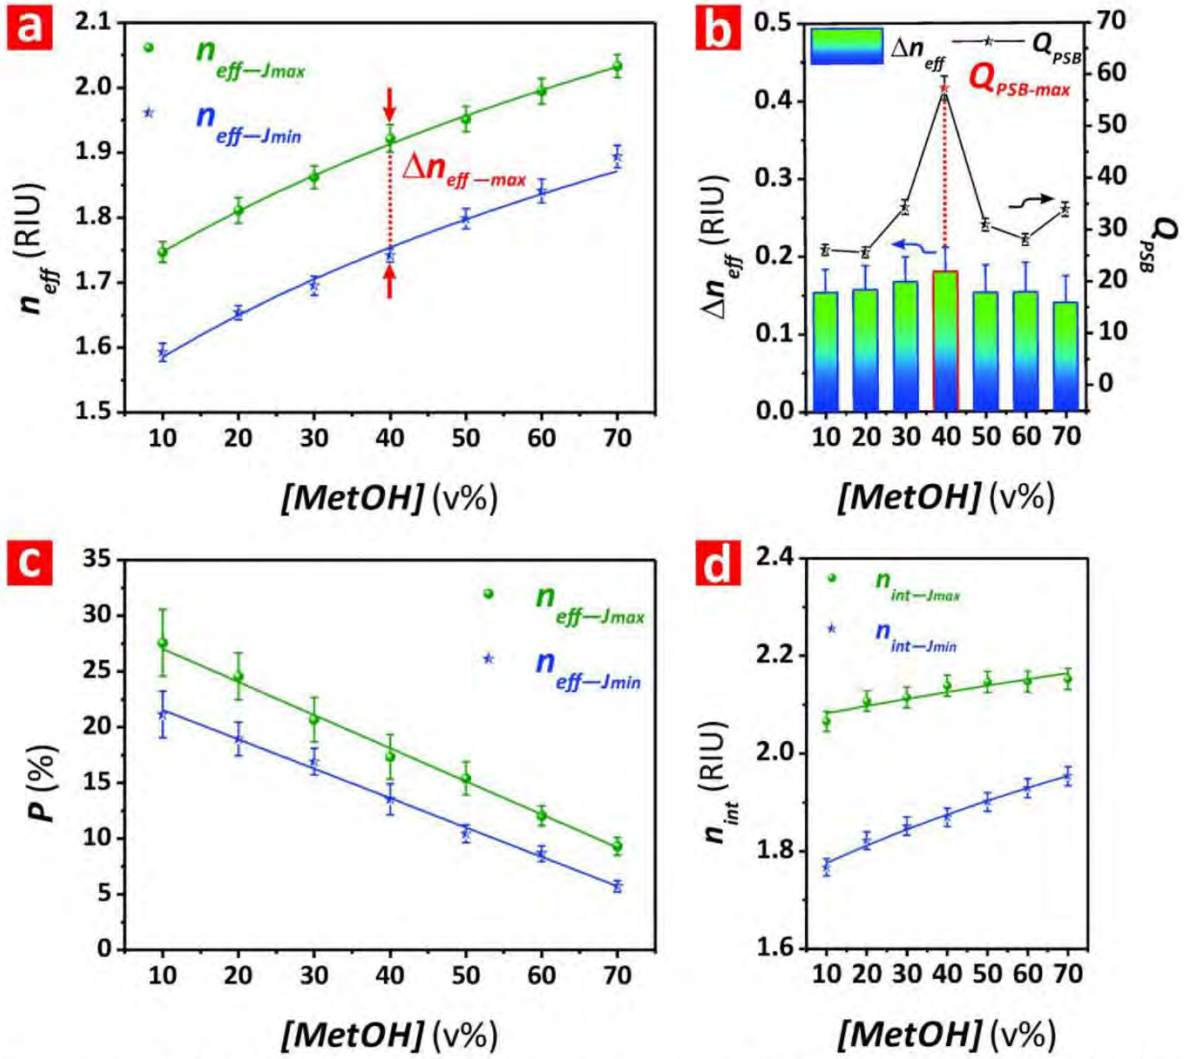 a
2.1
2.0
1.9
1.8
1.7
1.6
1.5
n eff—Jmax
n eff—Jmin
Δn eff—max
n eff (RIU)
10 20 30 40 50 60 70
[MetOH] (v%)
b
0.5
0.4
0.3
0.2
0.1
0.0
Δn eff
Q PSB
Q PSB-max
Δn eff (RIU)
70
60
50
40
30
20
10
0
Q PSB
10 20 30 40 50 60 70
[MetOH] (v%)
c
35
30
25
20
15
10
5
0
n eff—Jmax
n eff—Jmin
P (%)
10 20 30 40 50 60 70
[MetOH] (v%)
d
2.4
2.2
2.0
1.8
1.6
n int—Jmax
n int—Jmin
n int (RIU)
10 20 30 40 50 60 70
[MetOH] (v%)